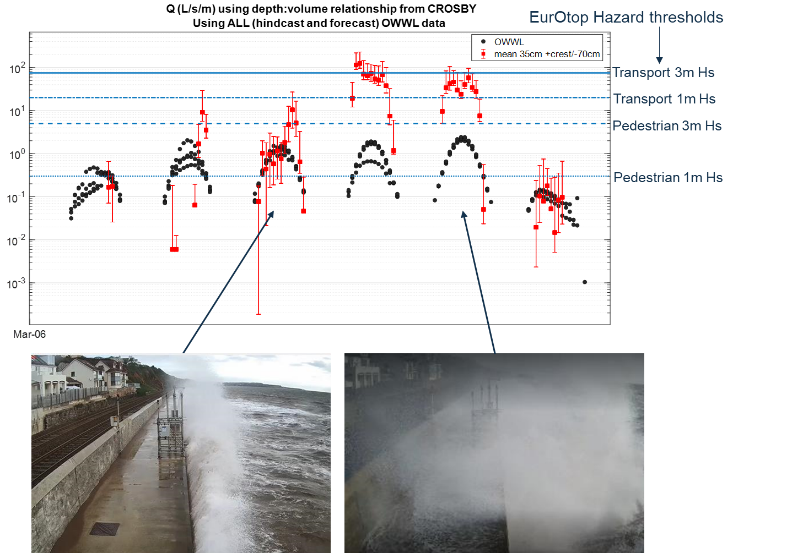 Q (L/s/m) using depth:volume relationship from CROSBY
Using ALL (hindcast and forecast) OWWL data
EurOtop Hazard thresholds
OWWL
mean 35cm +crest/-70cm
10²
Transport 3m Hs
Transport 1m Hs
10¹
Pedestrian 3m Hs
10⁰
Pedestrian 1m Hs
10⁻¹
10⁻²
10⁻³
Mar-06